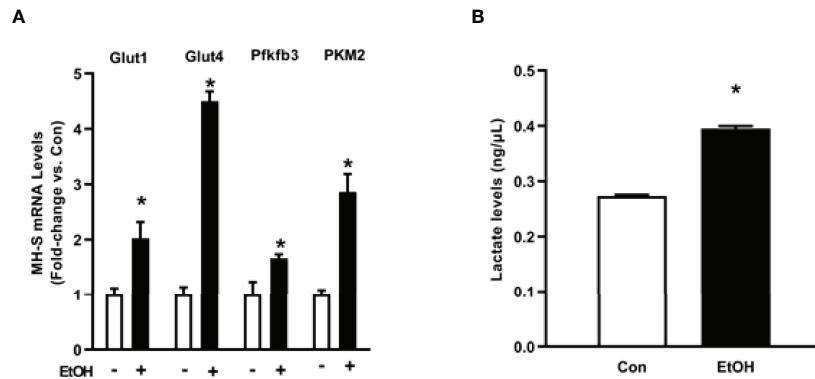 A
Glut1 Glut4 Pfkfb3 PKM2
MH-S mRNA Levels
(Fold-change vs. Con)
5
4
3
2
1
0
* * * *
EtOH - + - + - + - +
B
Lactate levels (ng/µL)
0.5
0.4
0.3
0.2
0.1
0.0
*
Con EtOH